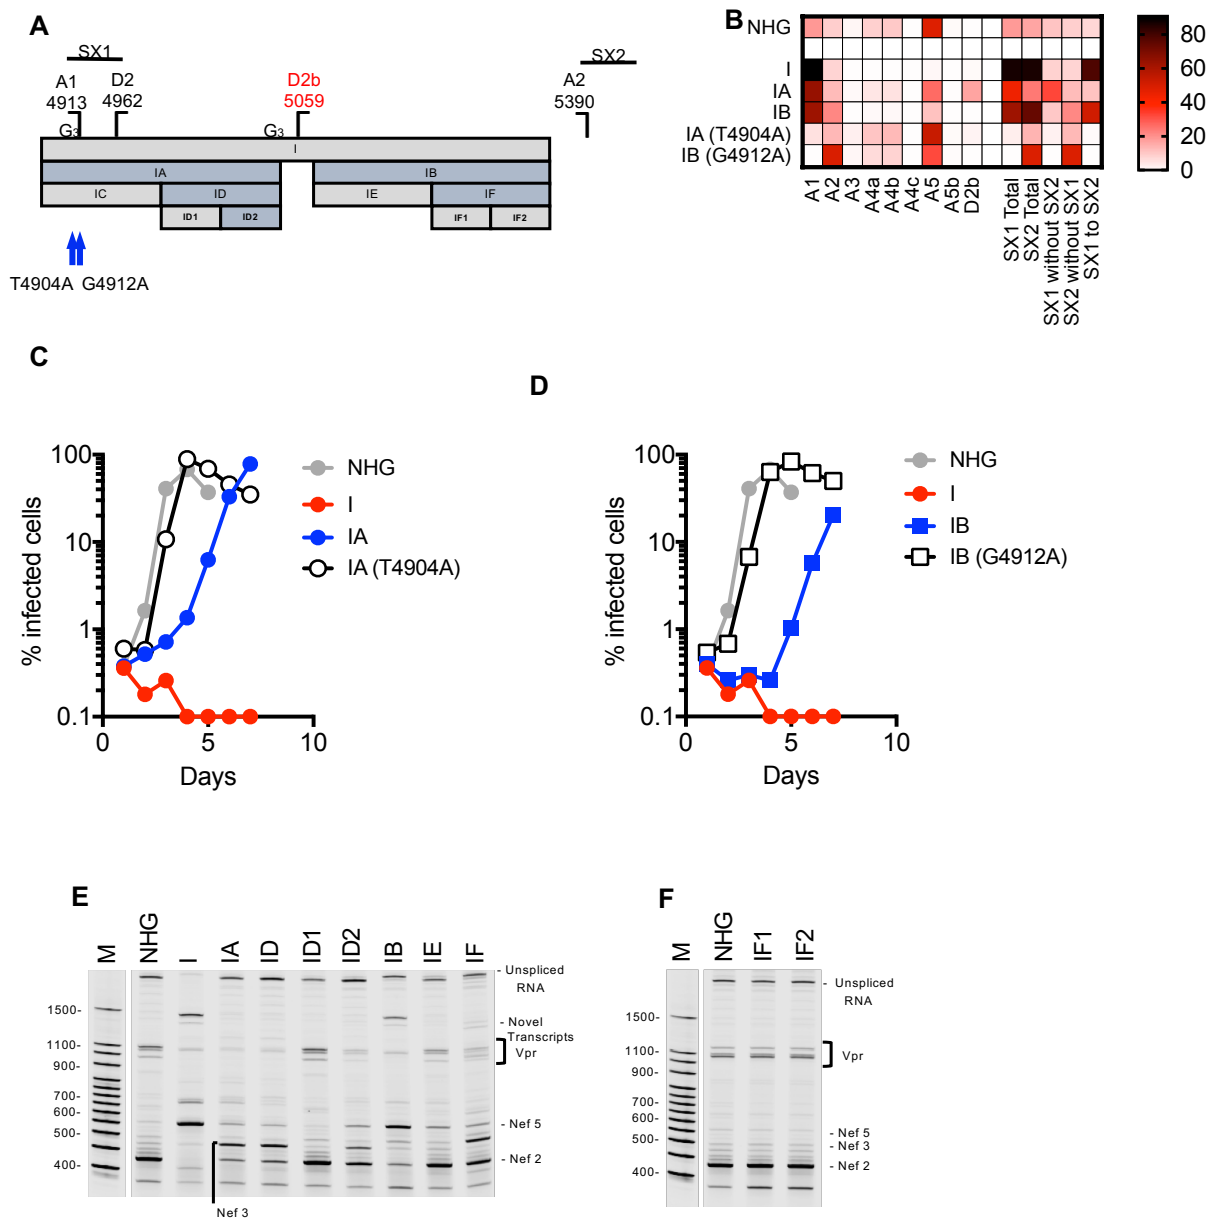 A
SX1
SX2
A1
4913
D2
4962
D2b
5059
A2
5390
G3
G3
I
IA
IB
IC
ID
IE
IF
ID1
ID2
IF1
IF2
T4904A G4912A
B
NHG
I
IA
IB
IA (T4904A)
IB (G4912A)
A1
A2
A3
A4a
A4b
A4c
A5
A5b
D2b
SX1 Total
SX2 Total
SX1 without SX2
SX2 without SX1
SX1 to SX2
80
60
40
20
0
C
100
10
1
0.1
0
5
10
% infected cells
Days
NHG
I
IA
IA (T4904A)
D
100
10
1
0.1
0
5
10
% infected cells
Days
NHG
I
IB
IB (G4912A)
E
M
NHG
I
IA
ID
ID1
ID2
IB
IE
IF
1500-
1100-
900-
700-
600-
500-
400-
- Unspliced
RNA
- Novel
Transcripts
Vpr
- Nef 5
- Nef 2
Nef 3
F
M
NHG
IF1
IF2
1500-
1100-
900-
700-
600-
500-
400-
- Unspliced
RNA
Vpr
- Nef 5
- Nef 3
- Nef 2